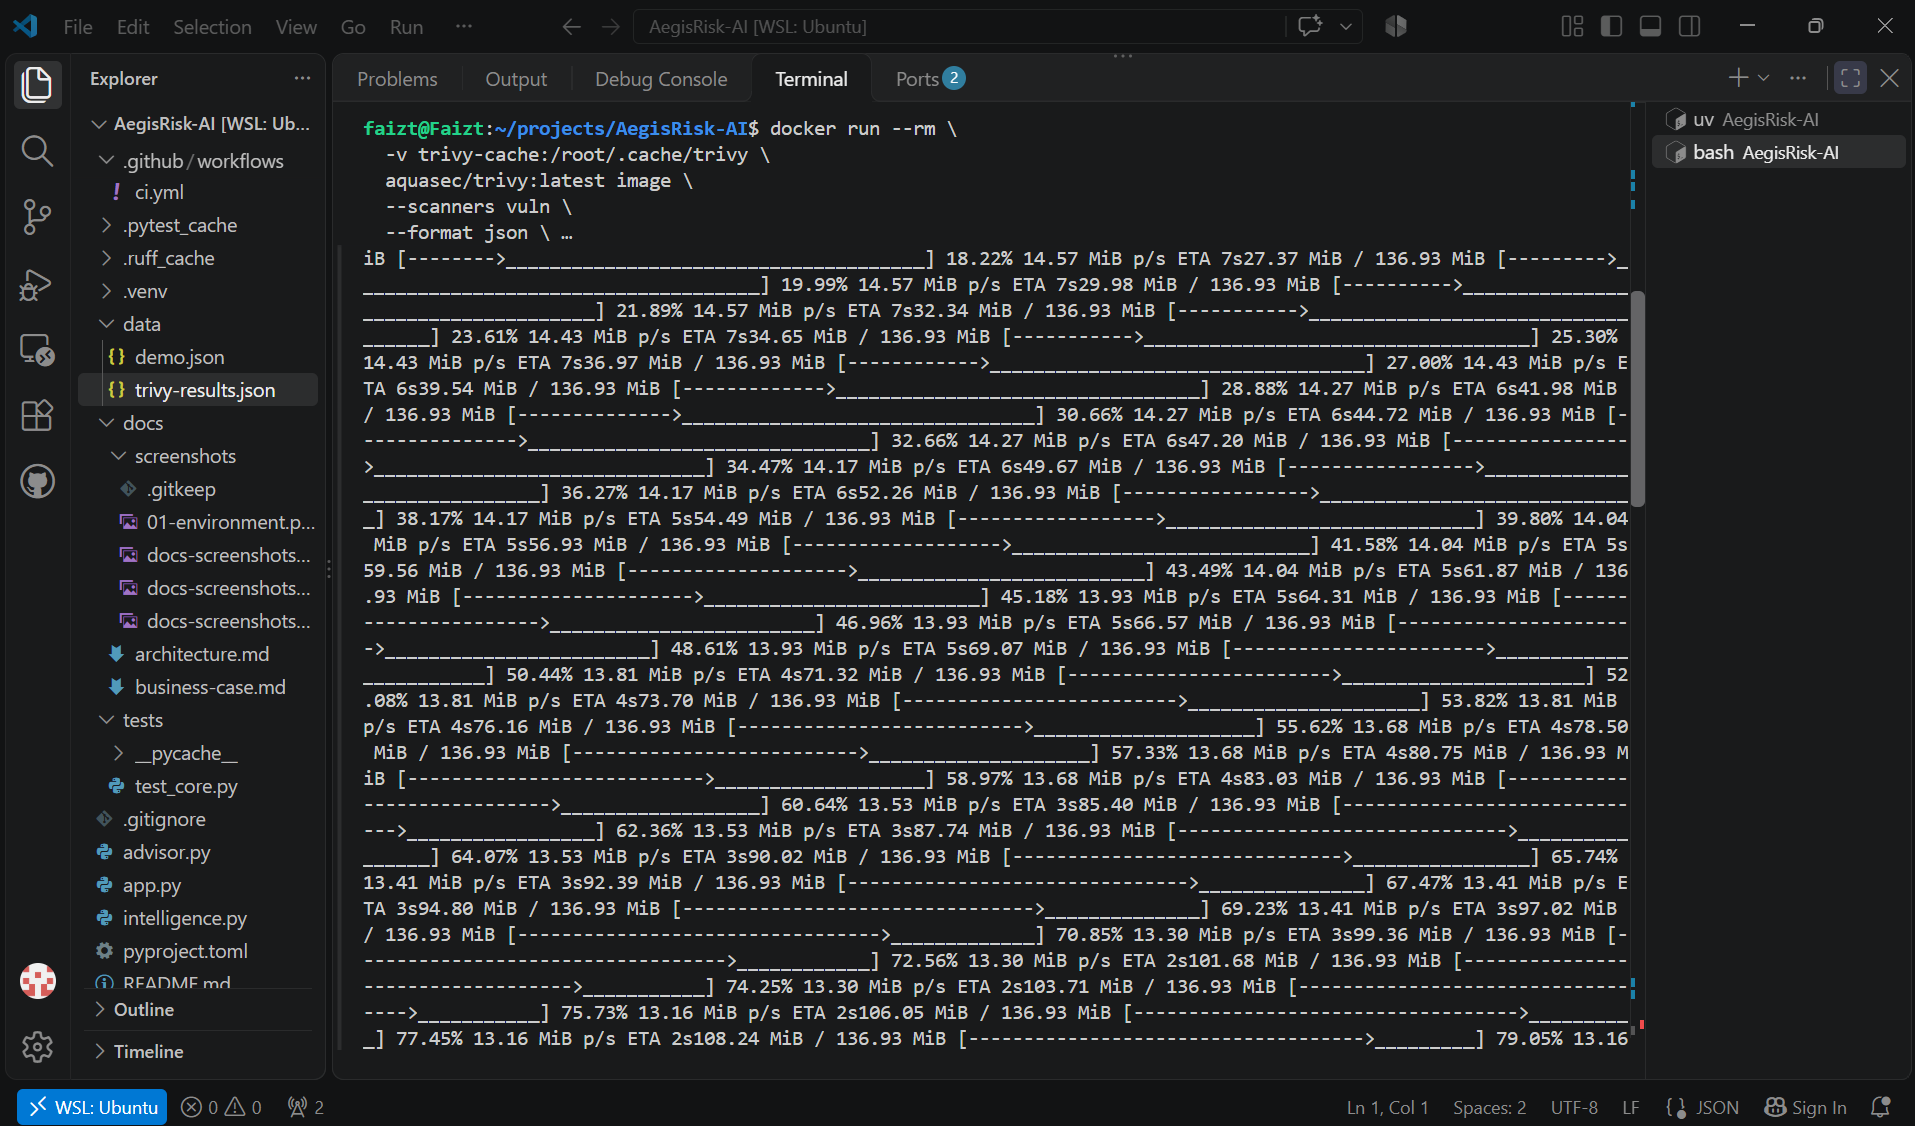 File Edit Selection View Go Run ··· AegisRisk-AI [WSL: Ubuntu]
Explorer ···
AegisRisk-AI [WSL: Ub...
.github / workflows
! ci.yml
.pytest_cache
.ruff_cache
.venv
data
{} demo.json
{} trivy-results.json
docs
screenshots
.gitkeep
01-environment.p...
docs-screenshots...
docs-screenshots...
docs-screenshots...
architecture.md
business-case.md
tests
__pycache__
test_core.py
.gitignore
advisor.py
app.py
intelligence.py
pyproject.toml
README.md
Outline
Timeline
Problems Output Debug Console Terminal Ports 2
faizt@Faizt:~/projects/AegisRisk-AI$ docker run --rm \
-v trivy-cache:/root/.cache/trivy \
aquasec/trivy:latest image \
--scanners vuln \
--format json \ …
iB [-------->______________________________________] 18.22% 14.57 MiB p/s ETA 7s27.37 MiB / 136.93 MiB [--------->_
____________________________________] 19.99% 14.57 MiB p/s ETA 7s29.98 MiB / 136.93 MiB [---------->_______________
_____________________] 21.89% 14.57 MiB p/s ETA 7s32.34 MiB / 136.93 MiB [----------->_____________________________
______] 23.61% 14.43 MiB p/s ETA 7s34.65 MiB / 136.93 MiB [----------->___________________________________] 25.30%
14.43 MiB p/s ETA 7s36.97 MiB / 136.93 MiB [------------>__________________________________] 27.00% 14.43 MiB p/s E
TA 6s39.54 MiB / 136.93 MiB [------------->_________________________________] 28.88% 14.27 MiB p/s ETA 6s41.98 MiB
/ 136.93 MiB [-------------->________________________________] 30.66% 14.27 MiB p/s ETA 6s44.72 MiB / 136.93 MiB [-
-------------->_______________________________] 32.66% 14.27 MiB p/s ETA 6s47.20 MiB / 136.93 MiB [----------------
>______________________________] 34.47% 14.17 MiB p/s ETA 6s49.67 MiB / 136.93 MiB [----------------->_____________
________________] 36.27% 14.17 MiB p/s ETA 6s52.26 MiB / 136.93 MiB [----------------->____________________________
_] 38.17% 14.17 MiB p/s ETA 5s54.49 MiB / 136.93 MiB [------------------>____________________________] 39.80% 14.04
MiB p/s ETA 5s56.93 MiB / 136.93 MiB [------------------->___________________________] 41.58% 14.04 MiB p/s ETA 5s
59.56 MiB / 136.93 MiB [-------------------->__________________________] 43.49% 14.04 MiB p/s ETA 5s61.87 MiB / 136
.93 MiB [--------------------->_________________________] 45.18% 13.93 MiB p/s ETA 5s64.31 MiB / 136.93 MiB [------
---------------->________________________] 46.96% 13.93 MiB p/s ETA 5s66.57 MiB / 136.93 MiB [---------------------
->________________________] 48.61% 13.93 MiB p/s ETA 5s69.07 MiB / 136.93 MiB [----------------------->____________
____________] 50.44% 13.81 MiB p/s ETA 4s71.32 MiB / 136.93 MiB [------------------------>______________________] 52
.08% 13.81 MiB p/s ETA 4s73.70 MiB / 136.93 MiB [------------------------->_____________________] 53.82% 13.81 MiB
p/s ETA 4s76.16 MiB / 136.93 MiB [-------------------------->____________________] 55.62% 13.68 MiB p/s ETA 4s78.50
MiB / 136.93 MiB [-------------------------->____________________] 57.33% 13.68 MiB p/s ETA 4s80.75 MiB / 136.93 M
iB [--------------------------->___________________] 58.97% 13.68 MiB p/s ETA 4s83.03 MiB / 136.93 MiB [-----------
----------------->__________________] 60.64% 13.53 MiB p/s ETA 3s85.40 MiB / 136.93 MiB [--------------------------
--->_________________] 62.36% 13.53 MiB p/s ETA 3s87.74 MiB / 136.93 MiB [------------------------------>__________
______] 64.07% 13.53 MiB p/s ETA 3s90.02 MiB / 136.93 MiB [------------------------------>________________] 65.74%
13.41 MiB p/s ETA 3s92.39 MiB / 136.93 MiB [------------------------------->_______________] 67.47% 13.41 MiB p/s E
TA 3s94.80 MiB / 136.93 MiB [-------------------------------->______________] 69.23% 13.41 MiB p/s ETA 3s97.02 MiB
/ 136.93 MiB [--------------------------------->_____________] 70.85% 13.30 MiB p/s ETA 3s99.36 MiB / 136.93 MiB [-
--------------------------------->____________] 72.56% 13.30 MiB p/s ETA 2s101.68 MiB / 136.93 MiB [---------------
------------------->___________] 74.25% 13.30 MiB p/s ETA 2s103.71 MiB / 136.93 MiB [------------------------------
---->___________] 75.73% 13.16 MiB p/s ETA 2s106.05 MiB / 136.93 MiB [----------------------------------->_________
_] 77.45% 13.16 MiB p/s ETA 2s108.24 MiB / 136.93 MiB [------------------------------------>_________] 79.05% 13.16
uv AegisRisk-AI
bash AegisRisk-AI
WSL: Ubuntu 0 0 2 Ln 1, Col 1 Spaces: 2 UTF-8 LF {} JSON Sign In